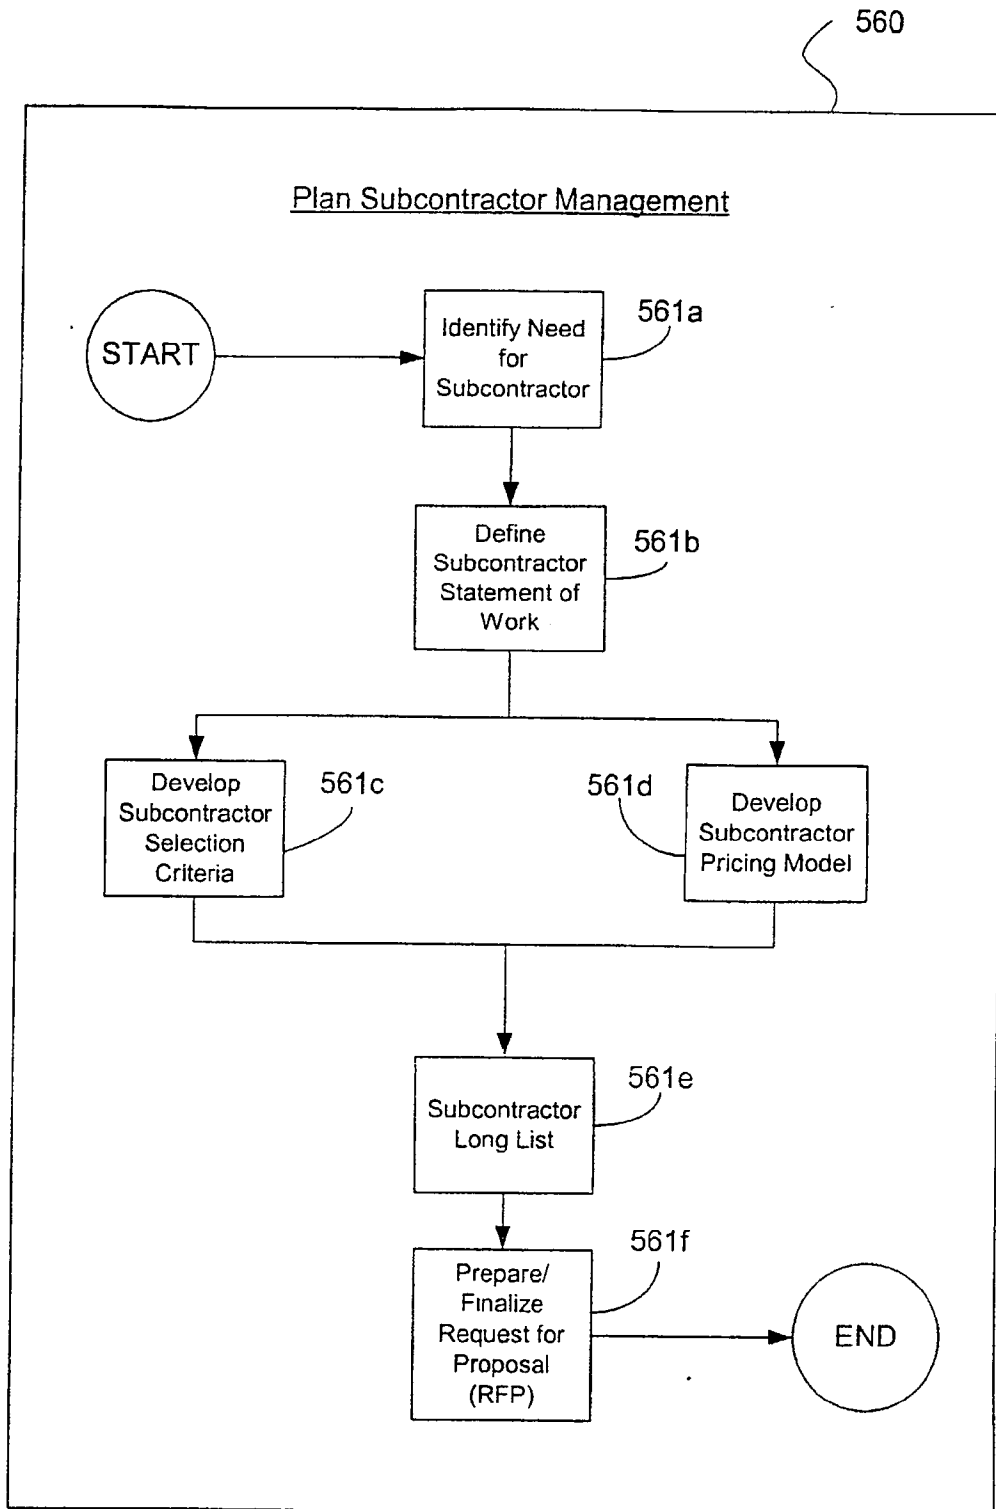 560
Plan Subcontractor Management
START
Identify Need
for
Subcontractor
561a
Define
Subcontractor
Statement of
Work
561b
Develop
Subcontractor
Selection
Criteria
561c
561d
Develop
Subcontractor
Pricing Model
Subcontractor
Long List
561e
Prepare/
Finalize
Request for
Proposal
(RFP)
561f
END